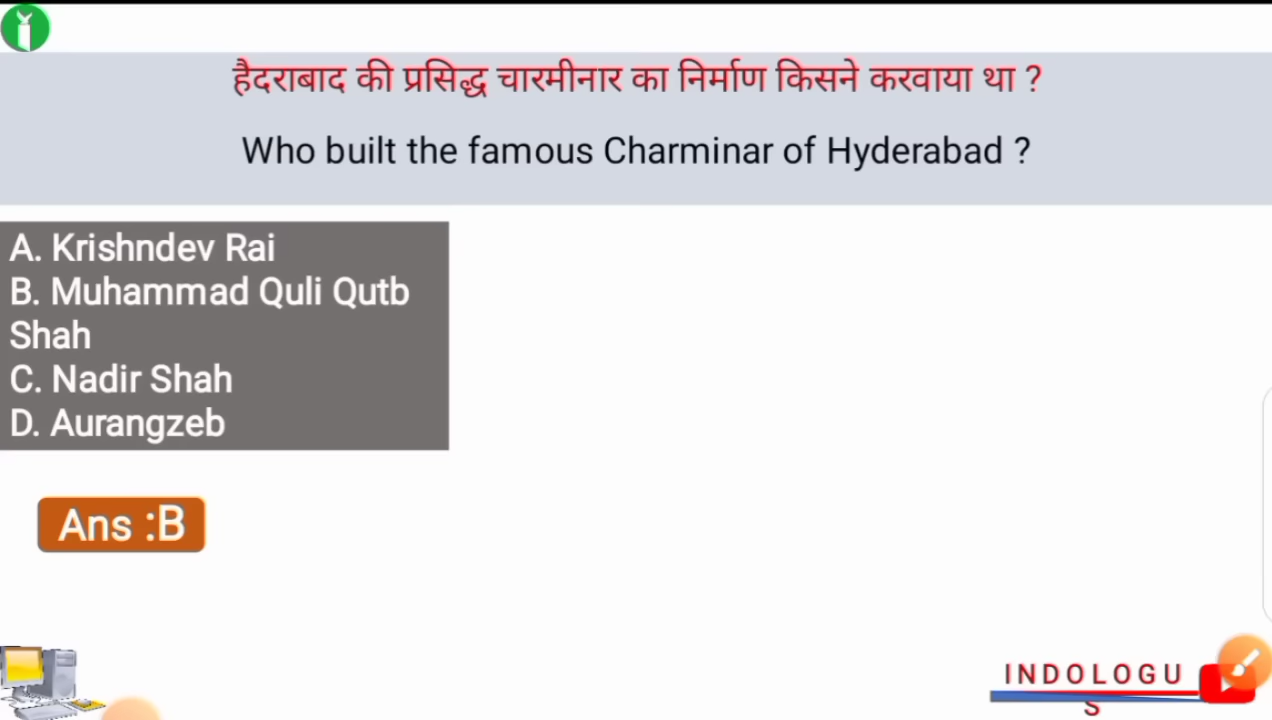 हैदराबाद की प्रसिद्ध चारमीनार का निर्माण किसने करवाया था ?
Who built the famous Charminar of Hyderabad ?
A. Krishndev Rai
B. Muhammad Quli Qutb
Shah
C. Nadir Shah
D. Aurangzeb
Ans :B
INDOLOGU
S